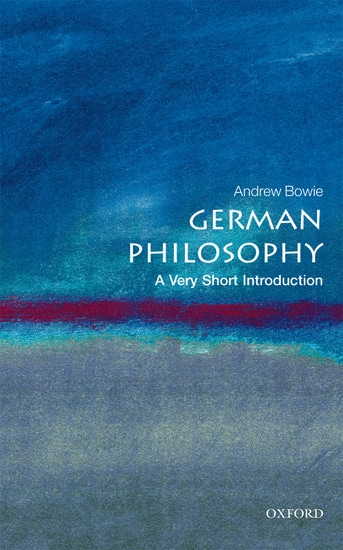 Andrew Bowie
GERMAN
PHILOSOPHY
A Very Short Introduction
OXFORD